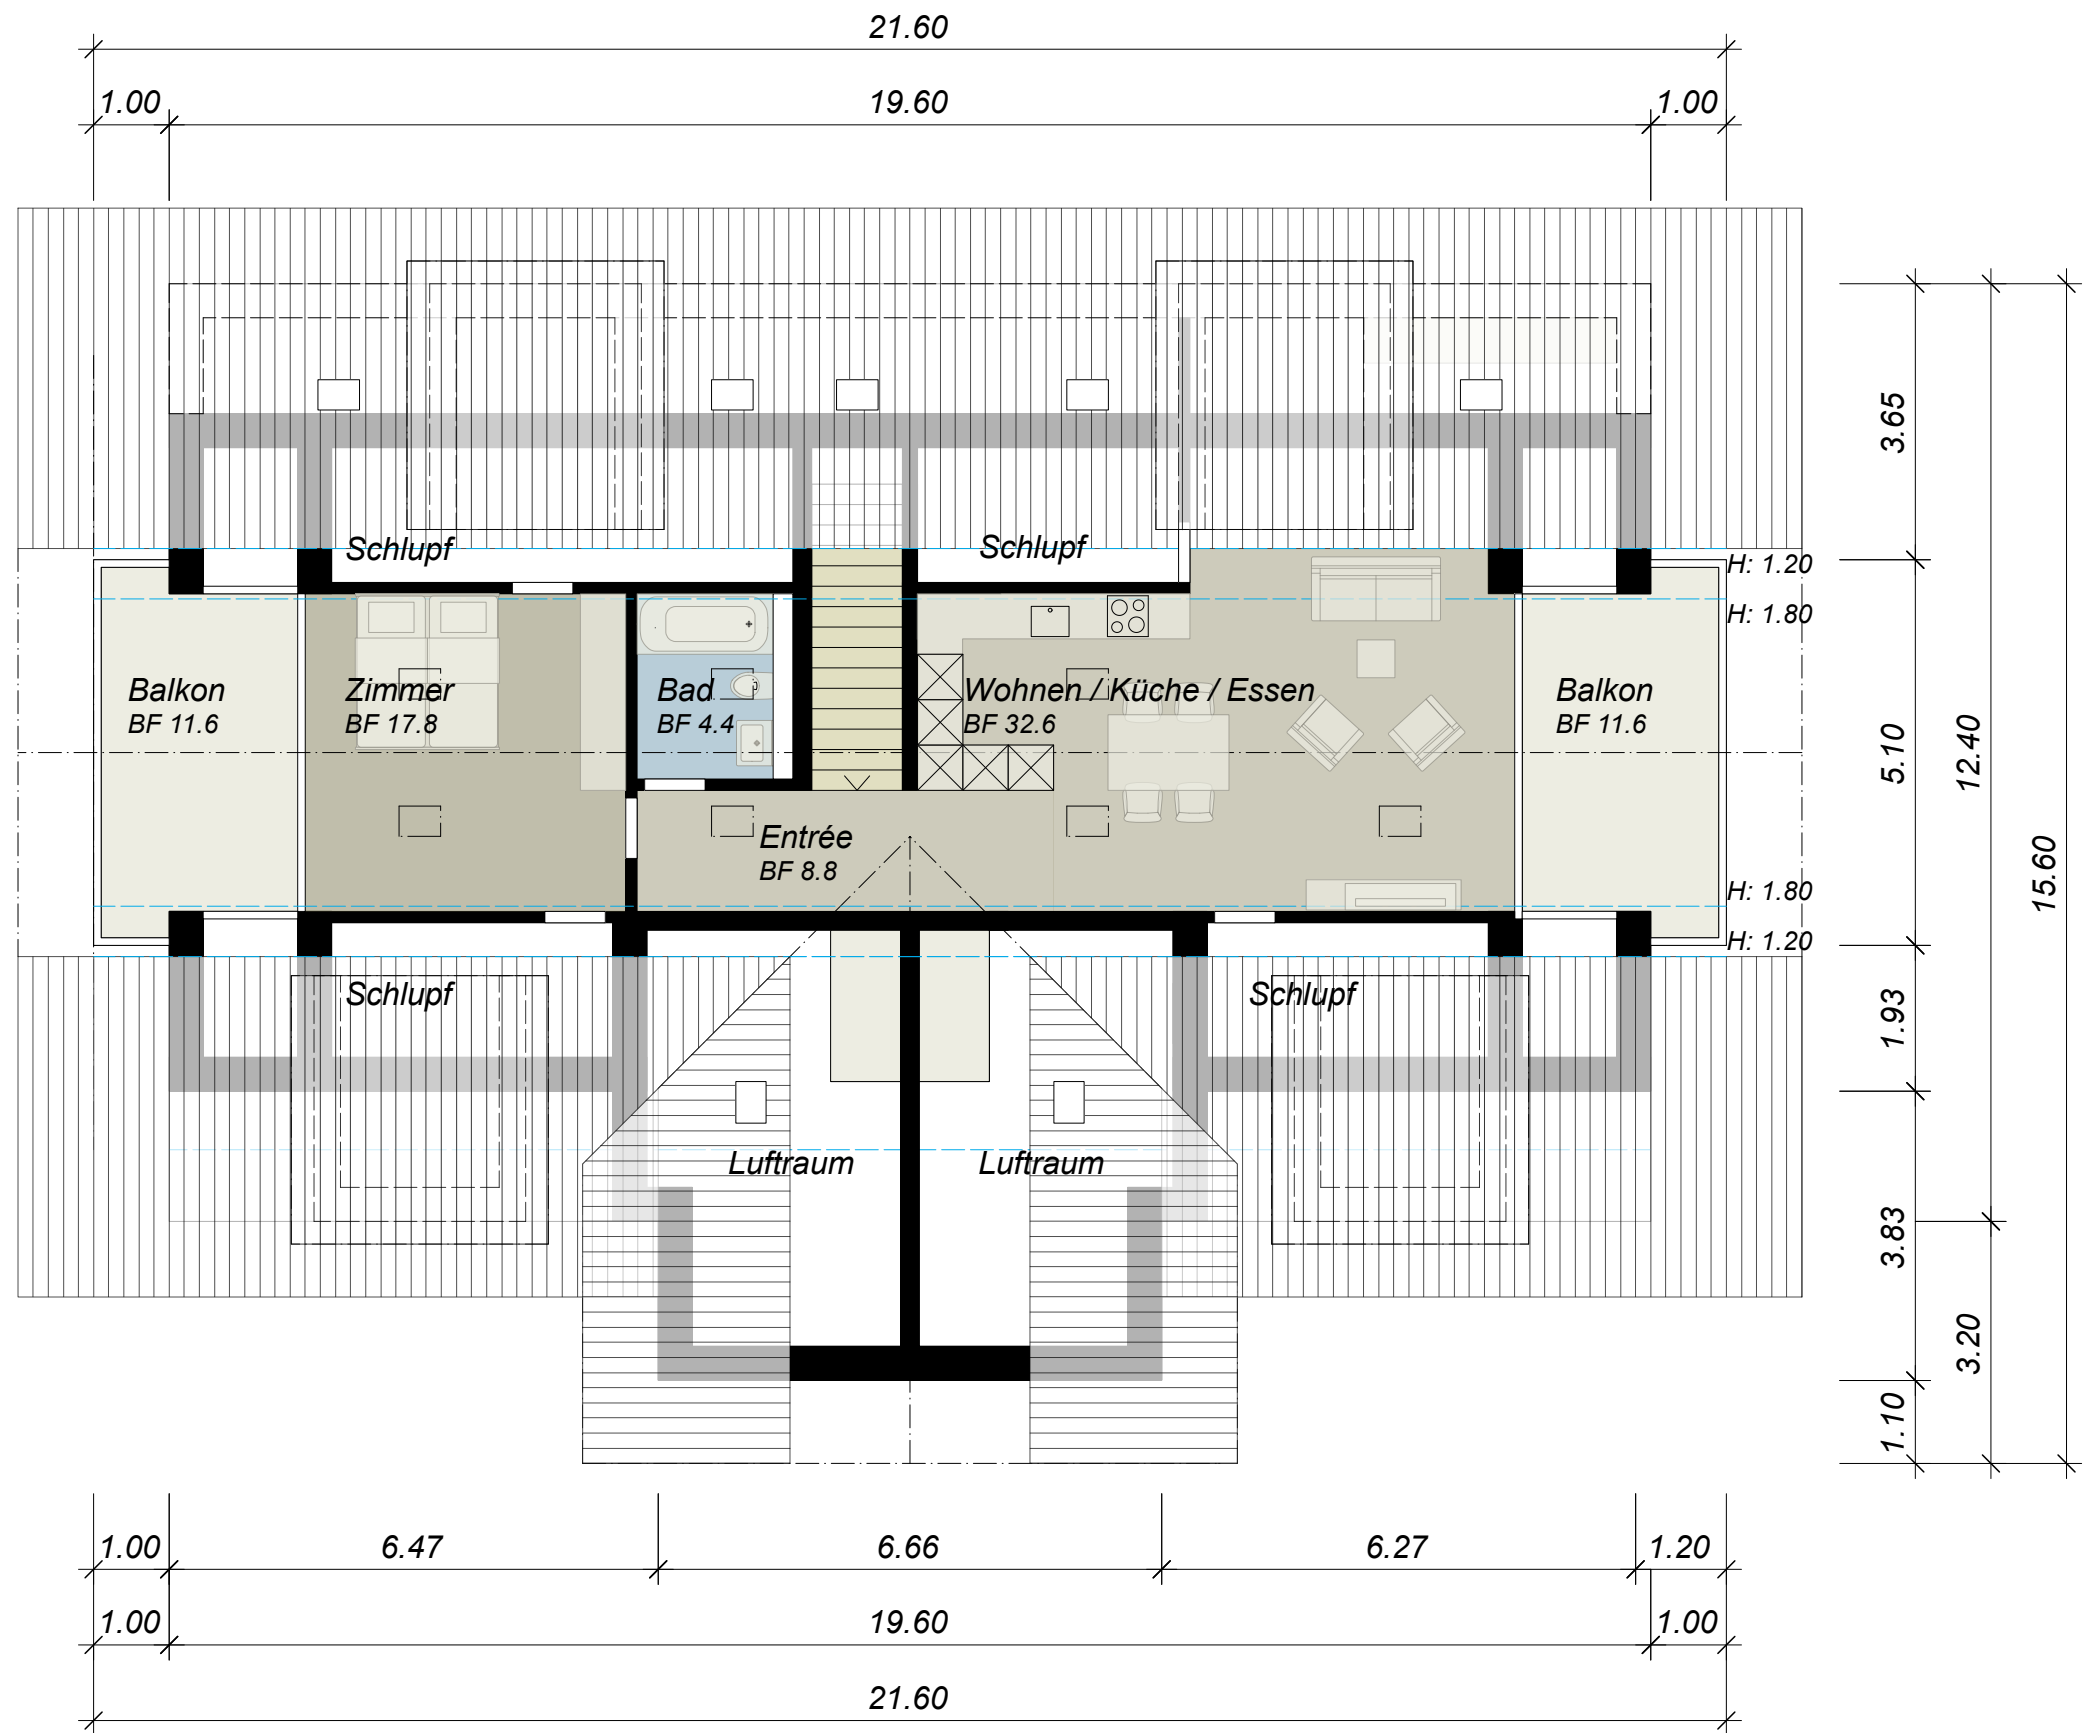 21.60
1.00 19.60 1.00
3.65
Schlupf
Schlupf
H: 1.20
H: 1.80
Balkon
BF 11.6
Zimmer
BF 17.8
Bad
BF 4.4
Wohnen / Küche / Essen
BF 32.6
Balkon
BF 11.6
5.10
12.40
15.60
Entrée
BF 8.8
H: 1.80
H: 1.20
Schlupf
Schlupf
1.93
Luftraum
Luftraum
3.83
3.20
1.10
1.00 6.47 6.66 6.27 1.20
1.00 19.60 1.00
21.60